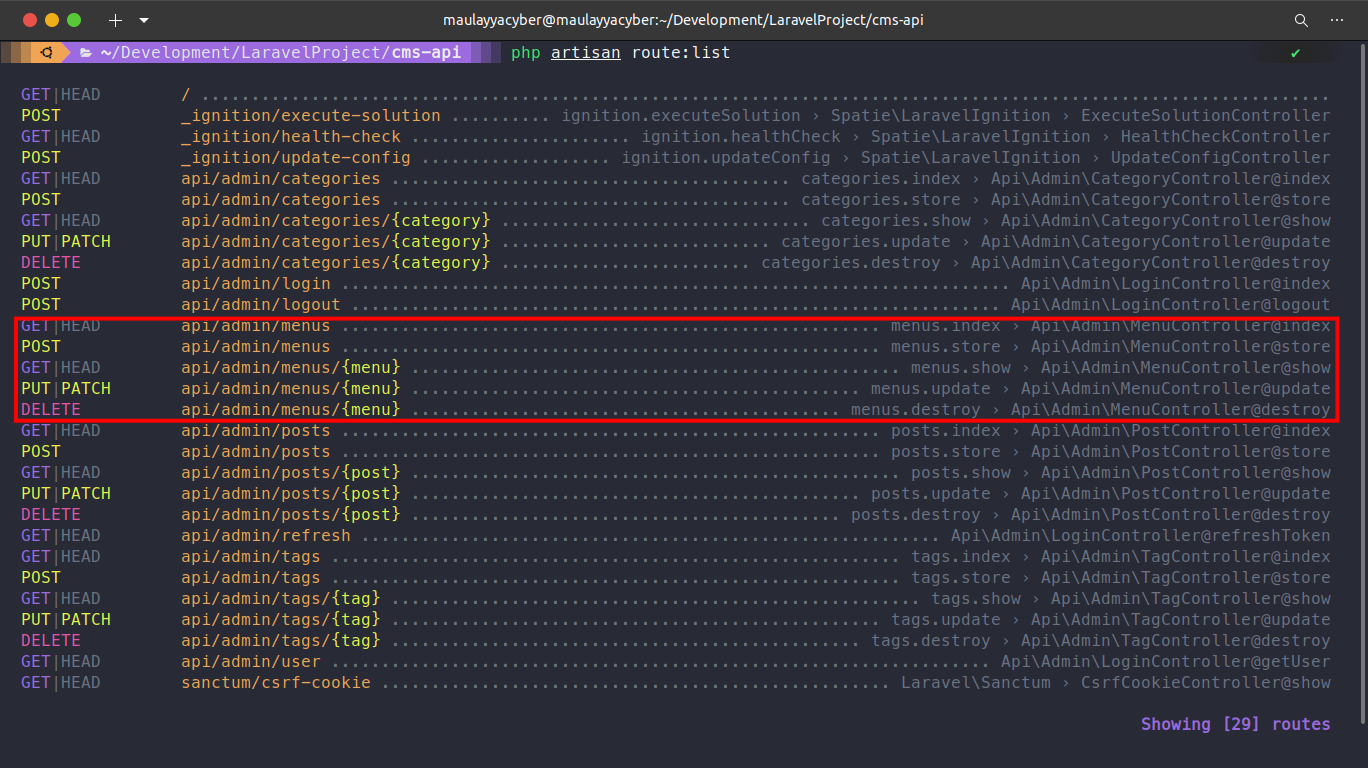 maulayyacyber@maulayyacyber:~/Development/LaravelProject/cms-api
~/Development/LaravelProject/cms-api php artisan route:list ✔
GET|HEAD / .................................................................................................................
POST _ignition/execute-solution .......... ignition.executeSolution › Spatie\LaravelIgnition › ExecuteSolutionController
GET|HEAD _ignition/health-check ...................... ignition.healthCheck › Spatie\LaravelIgnition › HealthCheckController
POST _ignition/update-config ................... ignition.updateConfig › Spatie\LaravelIgnition › UpdateConfigController
GET|HEAD api/admin/categories ........................................ categories.index › Api\Admin\CategoryController@index
POST api/admin/categories ........................................ categories.store › Api\Admin\CategoryController@store
GET|HEAD api/admin/categories/{category} ............................... categories.show › Api\Admin\CategoryController@show
PUT|PATCH api/admin/categories/{category} ........................... categories.update › Api\Admin\CategoryController@update
DELETE api/admin/categories/{category} ......................... categories.destroy › Api\Admin\CategoryController@destroy
POST api/admin/login ................................................................... Api\Admin\LoginController@index
POST api/admin/logout ................................................................. Api\Admin\LoginController@logout
GET|HEAD api/admin/menus ...................................................... menus.index › Api\Admin\MenuController@index
POST api/admin/menus ...................................................... menus.store › Api\Admin\MenuController@store
GET|HEAD api/admin/menus/{menu} ................................................. menus.show › Api\Admin\MenuController@show
PUT|PATCH api/admin/menus/{menu} ............................................. menus.update › Api\Admin\MenuController@update
DELETE api/admin/menus/{menu} ........................................... menus.destroy › Api\Admin\MenuController@destroy
GET|HEAD api/admin/posts ...................................................... posts.index › Api\Admin\PostController@index
POST api/admin/posts ...................................................... posts.store › Api\Admin\PostController@store
GET|HEAD api/admin/posts/{post} ................................................. posts.show › Api\Admin\PostController@show
PUT|PATCH api/admin/posts/{post} ............................................. posts.update › Api\Admin\PostController@update
DELETE api/admin/posts/{post} ........................................... posts.destroy › Api\Admin\PostController@destroy
GET|HEAD api/admin/refresh .......................................................... Api\Admin\LoginController@refreshToken
GET|HEAD api/admin/tags ......................................................... tags.index › Api\Admin\TagController@index
POST api/admin/tags ......................................................... tags.store › Api\Admin\TagController@store
GET|HEAD api/admin/tags/{tag} ..................................................... tags.show › Api\Admin\TagController@show
PUT|PATCH api/admin/tags/{tag} ................................................. tags.update › Api\Admin\TagController@update
DELETE api/admin/tags/{tag} ............................................... tags.destroy › Api\Admin\TagController@destroy
GET|HEAD api/admin/user .................................................................. Api\Admin\LoginController@getUser
GET|HEAD sanctum/csrf-cookie ................................................... Laravel\Sanctum › CsrfCookieController@show
Showing [29] routes